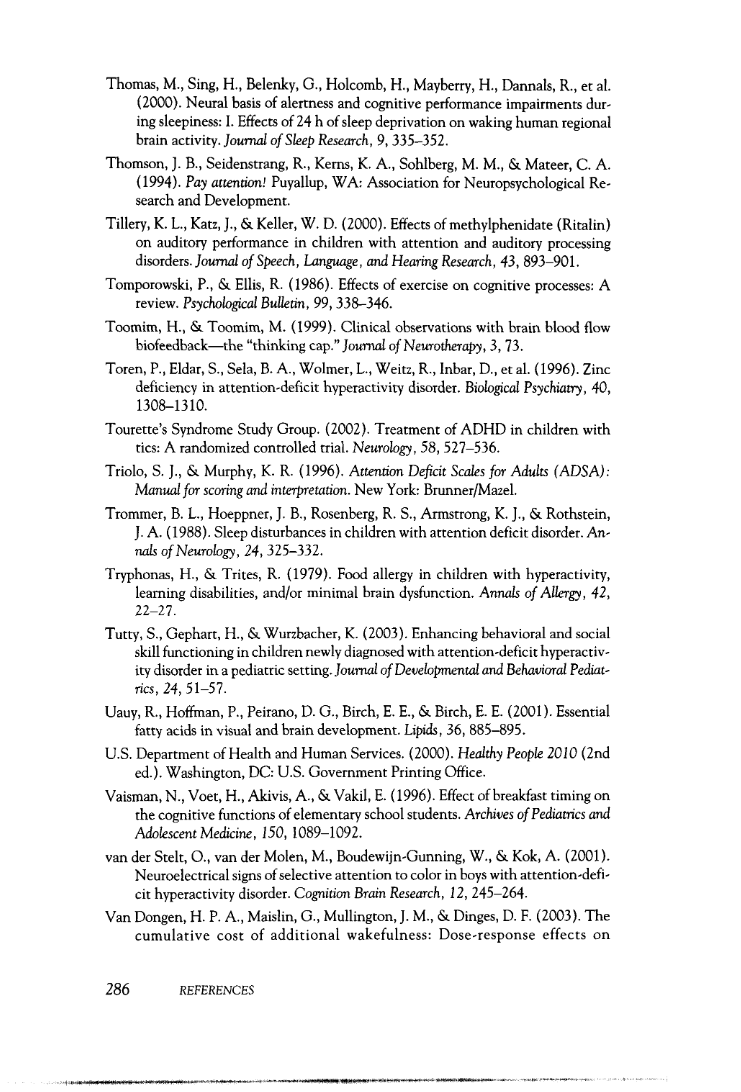 Thomas, M., Sing, H., Belenky, G., Holcomb, H., Mayberry, H., Dannals, R., et al.
(2000). Neural basis of alertness and cognitive performance impairments dur-
ing sleepiness: I. Effects of 24 h of sleep deprivation on waking human regional
brain activity. Journal of Sleep Research, 9, 335–352.
Thomson, J. B., Seidenstrang, R., Kerns, K. A., Sohlberg, M. M., & Mateer, C. A.
(1994). Pay attention! Puyallup, WA: Association for Neuropsychological Re-
search and Development.
Tillery, K. L., Katz, J., & Keller, W. D. (2000). Effects of methylphenidate (Ritalin)
on auditory performance in children with attention and auditory processing
disorders. Journal of Speech, Language, and Hearing Research, 43, 893–901.
Tomporowski, P., & Ellis, R. (1986). Effects of exercise on cognitive processes: A
review. Psychological Bulletin, 99, 338–346.
Toomim, H., & Toomim, M. (1999). Clinical observations with brain blood flow
biofeedback—the “thinking cap.” Journal of Neurotherapy, 3, 73.
Toren, P., Eldar, S., Sela, B. A., Wolmer, L., Weitz, R., Inbar, D., et al. (1996). Zinc
deficiency in attention-deficit hyperactivity disorder. Biological Psychiatry, 40,
1308–1310.
Tourette’s Syndrome Study Group. (2002). Treatment of ADHD in children with
tics: A randomized controlled trial. Neurology, 58, 527–536.
Triolo, S. J., & Murphy, K. R. (1996). Attention Deficit Scales for Adults (ADSA):
Manual for scoring and interpretation. New York: Brunner/Mazel.
Trommer, B. L., Hoeppner, J. B., Rosenberg, R. S., Armstrong, K. J., & Rothstein,
J. A. (1988). Sleep disturbances in children with attention deficit disorder. An-
nals of Neurology, 24, 325–332.
Tryphonas, H., & Trites, R. (1979). Food allergy in children with hyperactivity,
learning disabilities, and/or minimal brain dysfunction. Annals of Allergy, 42,
22–27.
Tutty, S., Gephart, H., & Wurzbacher, K. (2003). Enhancing behavioral and social
skill functioning in children newly diagnosed with attention-deficit hyperactiv-
ity disorder in a pediatric setting. Journal of Developmental and Behavioral Pediat-
rics, 24, 51–57.
Uauy, R., Hoffman, P., Peirano, D. G., Birch, E. E., & Birch, E. E. (2001). Essential
fatty acids in visual and brain development. Lipids, 36, 885–895.
U.S. Department of Health and Human Services. (2000). Healthy People 2010 (2nd
ed.). Washington, DC: U.S. Government Printing Office.
Vaisman, N., Voet, H., Akivis, A., & Vakil, E. (1996). Effect of breakfast timing on
the cognitive functions of elementary school students. Archives of Pediatrics and
Adolescent Medicine, 150, 1089–1092.
van der Stelt, O., van der Molen, M., Boudewijn-Gunning, W., & Kok, A. (2001).
Neuroelectrical signs of selective attention to color in boys with attention-defi-
cit hyperactivity disorder. Cognition Brain Research, 12, 245–264.
Van Dongen, H. P. A., Maislin, G., Mullington, J. M., & Dinges, D. F. (2003). The
cumulative cost of additional wakefulness: Dose-response effects on
286 REFERENCES